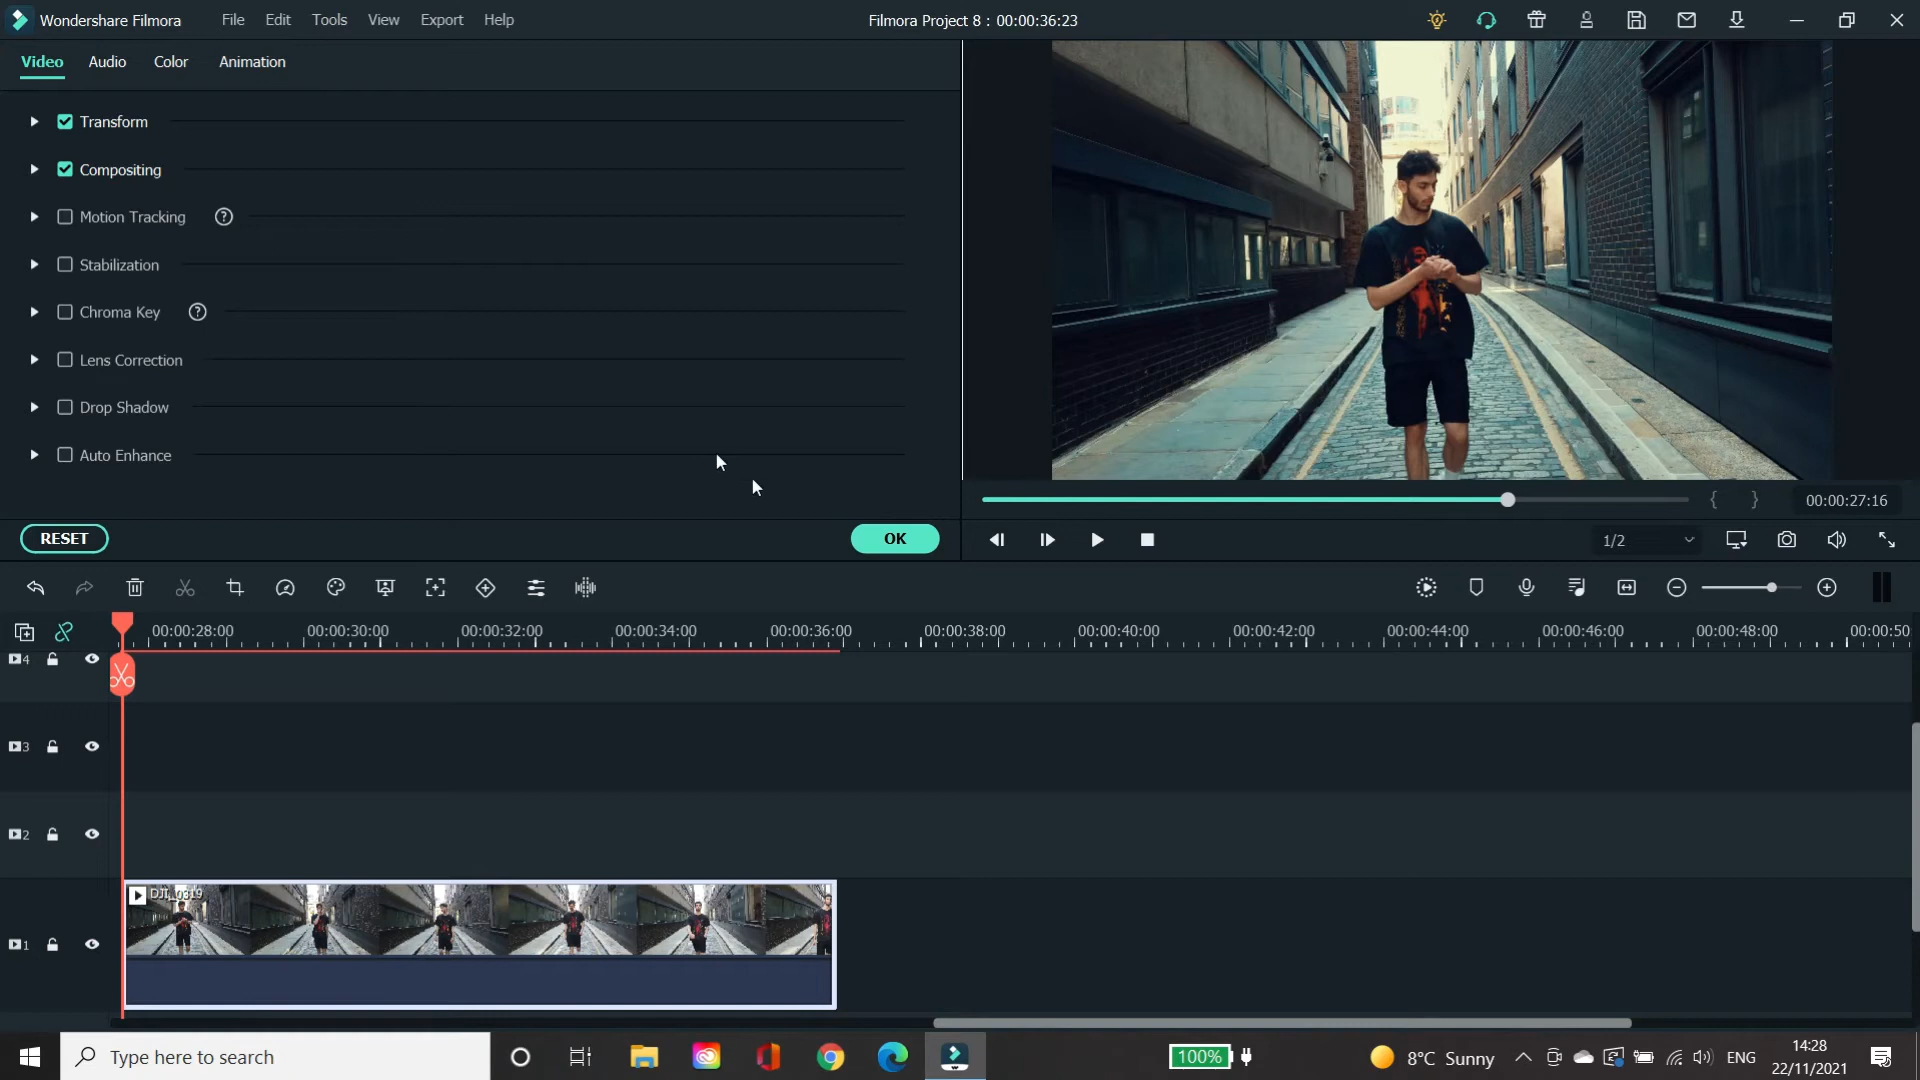 Wondershare Filmora
File Edit Tools View Export Help
Filmora Project 8 : 00:00:36:23
Video Audio Color Animation
Transform
Compositing
Motion Tracking ?
Stabilization
Chroma Key ?
Lens Correction
Drop Shadow
Auto Enhance
{ } 00:00:27:16
RESET OK
1/2
00:00:28:00 00:00:30:00 00:00:32:00 00:00:34:00 00:00:36:00 00:00:38:00 00:00:40:00 00:00:42:00 00:00:44:00 00:00:46:00 00:00:48:00 00:00:50
4
3
2
DJI_0319
1
Type here to search
100%
8°C Sunny
ENG
14:28
22/11/2021